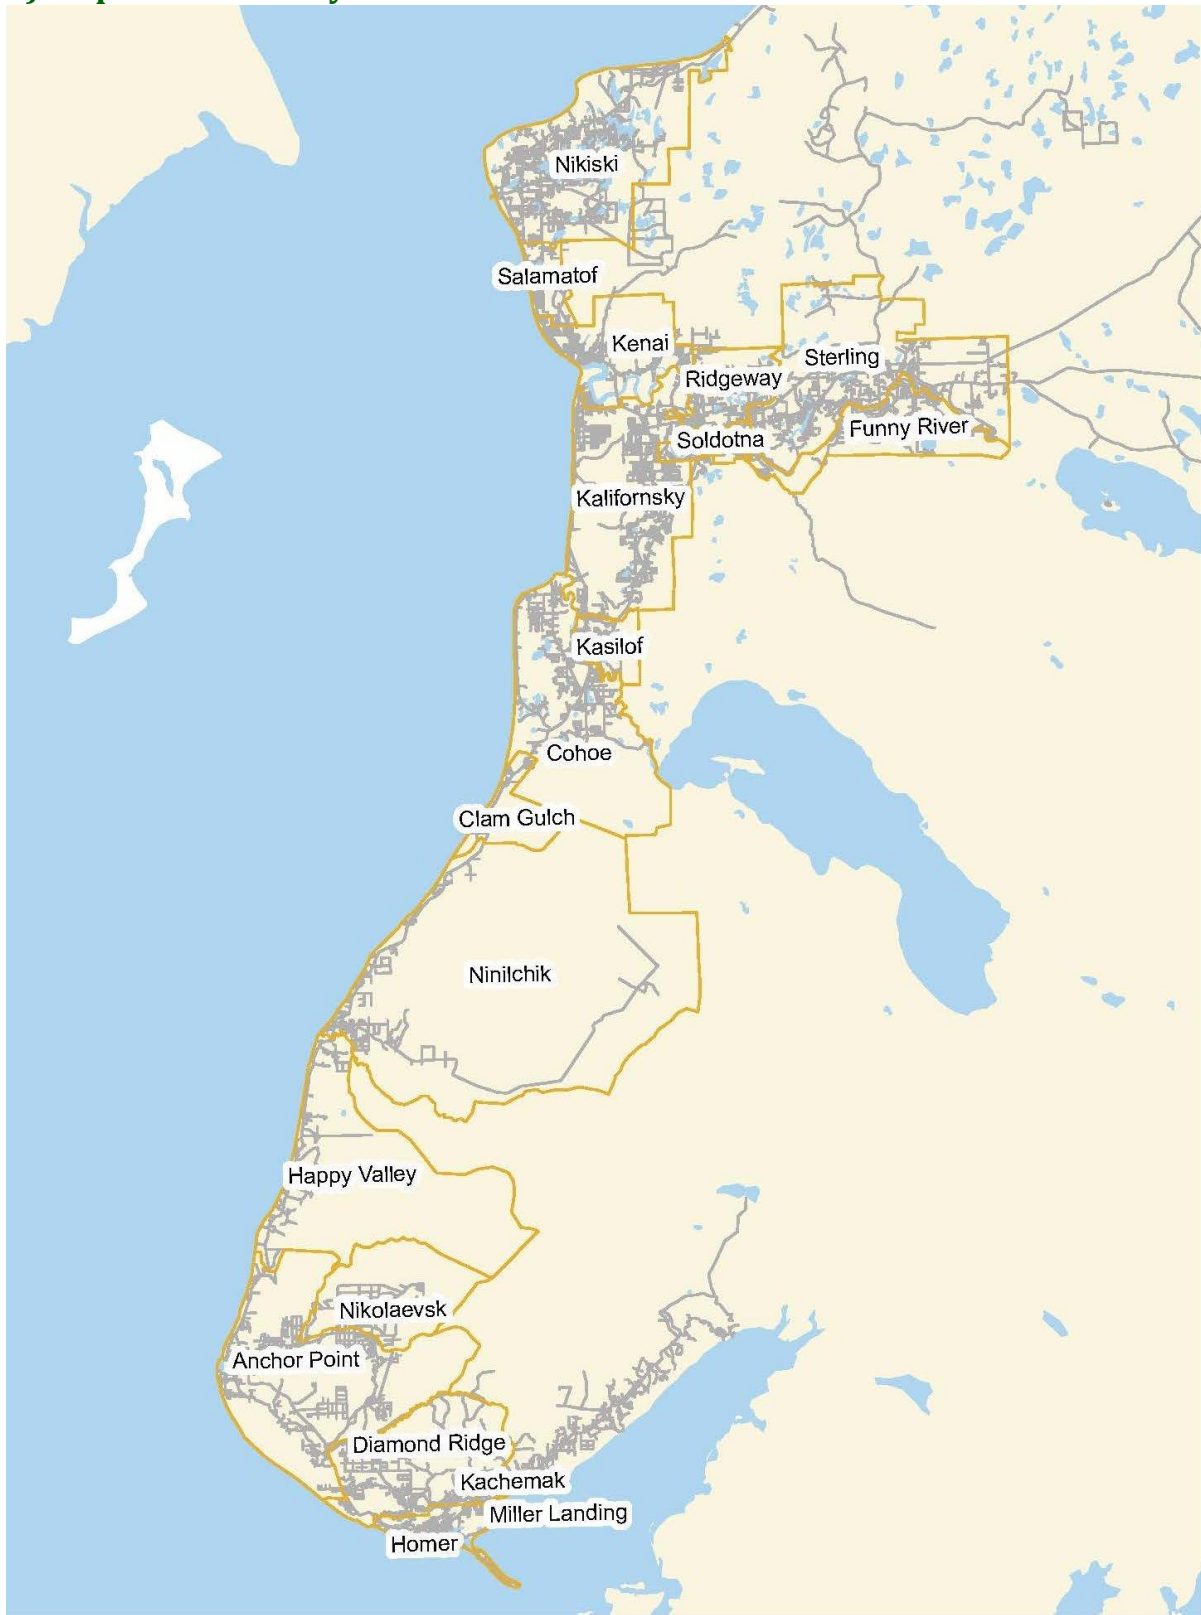 Nikiski
Salamatof
Kenai
Sterling
Ridgeway
Funny River
Soldotna
Kalifornsky
Kasilof
Cohoe
Clam Gulch
Ninilchik
Happy Valley
Nikolaevsk
Anchor Point
Diamond Ridge
Kachemak
Miller Landing
Homer